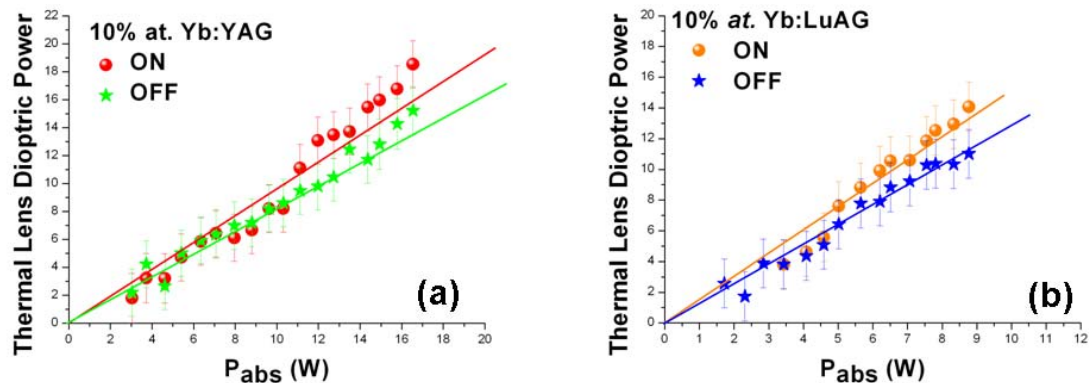 Thermal Lens Dioptric Power
22
20
18
16
14
12
10
8
6
4
2
0
10% at. Yb:YAG
ON
OFF
(a)
0 2 4 6 8 10 12 14 16 18 20
Pabs (W)
Thermal Lens Dioptric Power
20
18
16
14
12
10
8
6
4
2
0
10% at. Yb:LuAG
ON
OFF
(b)
0 1 2 3 4 5 6 7 8 9 10 11 12
Pabs (W)